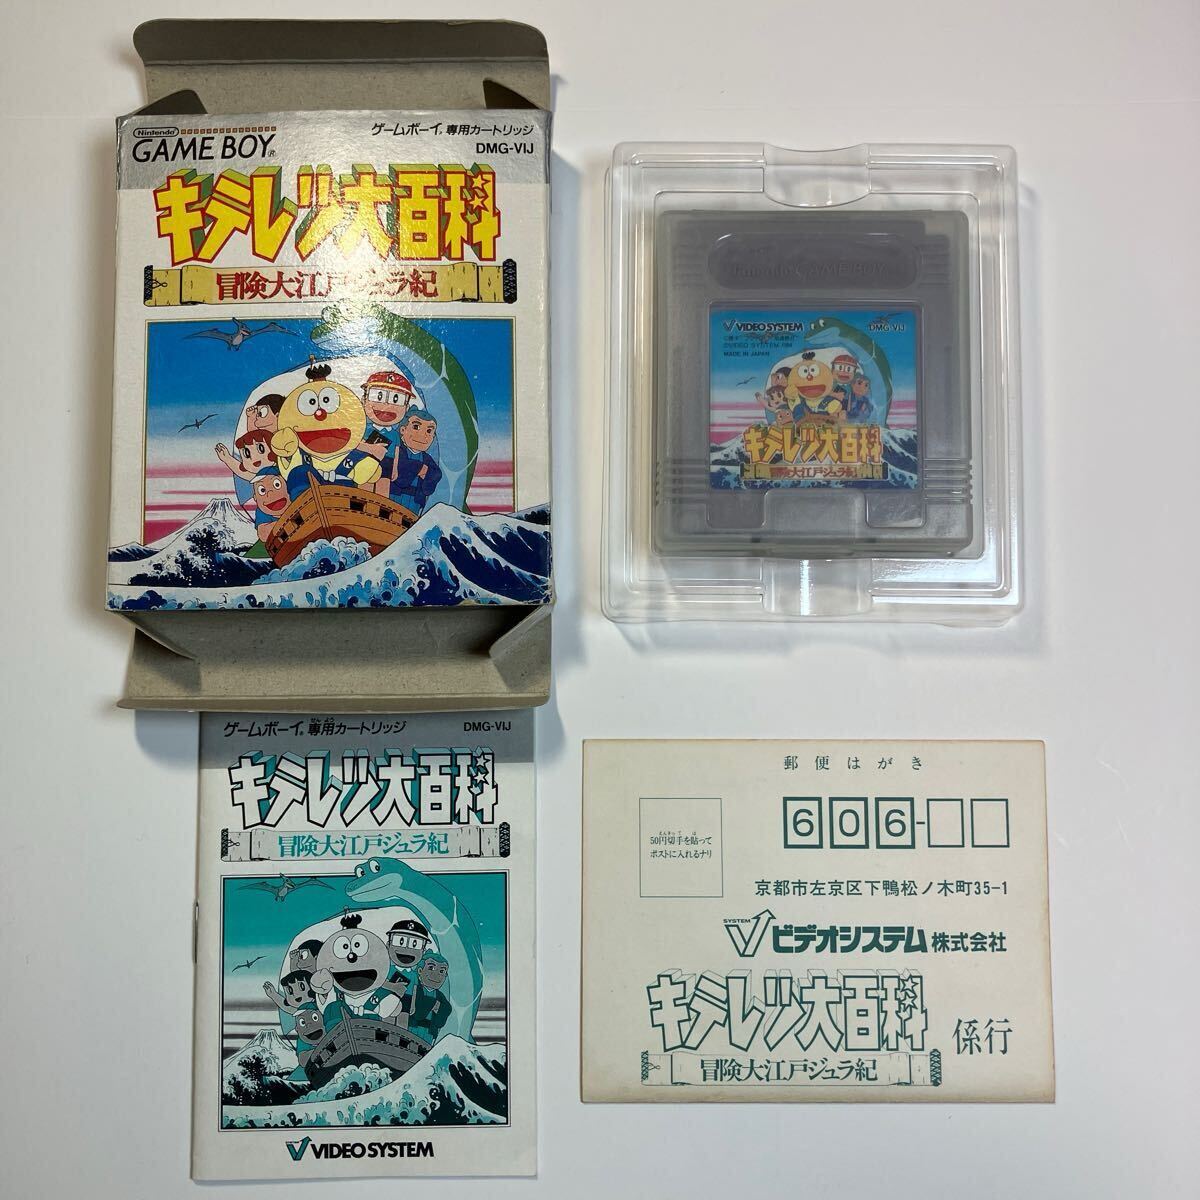 Nintendo
GAME BOY®
ゲームボーイ® 専用カートリッジ
DMG-VIJ
キテレツ大百科
冒険大江戸ジュラ紀
Nintendo GAME BOY
VIDEO SYSTEM
DMG-VIJ
©VIDEO SYSTEM
MADE IN JAPAN
キテレツ大百科
冒険大江戸ジュラ紀
ゲームボーイ® 専用カートリッジ
せん よう
DMG-VIJ
キテレツ大百科
冒険大江戸ジュラ紀
VIDEO SYSTEM
郵便はがき
50円切手を貼って
ポストに入れるナリ
606-
京都市左京区下鴨松ノ木町35-1
SYSTEM
ビデオシステム株式会社
キテレツ大百科
係行
冒険大江戸ジュラ紀